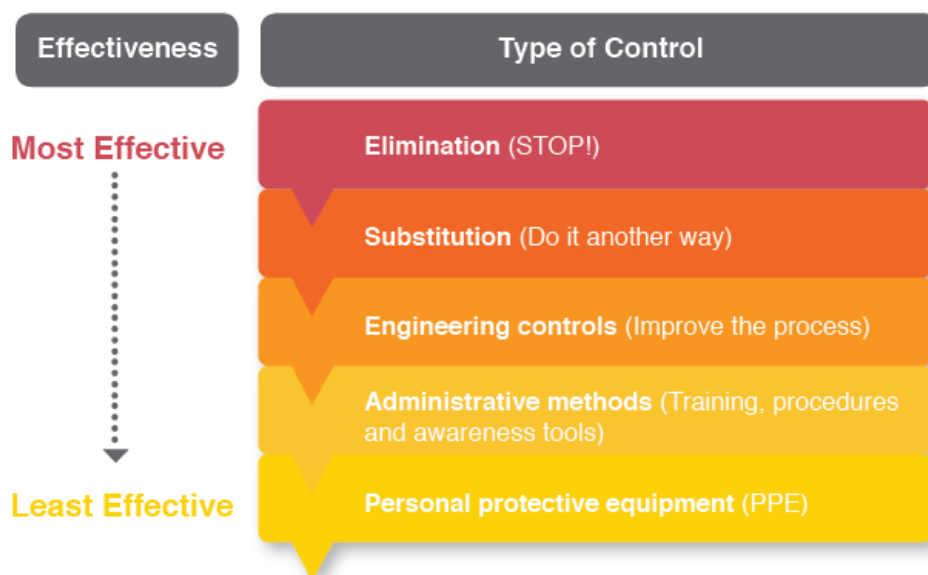 Effectiveness
Type of Control
Most Effective
Elimination (STOP!)
Substitution (Do it another way)
Engineering controls (Improve the process)
Administrative methods (Training, procedures
and awareness tools)
Least Effective
Personal protective equipment (PPE)